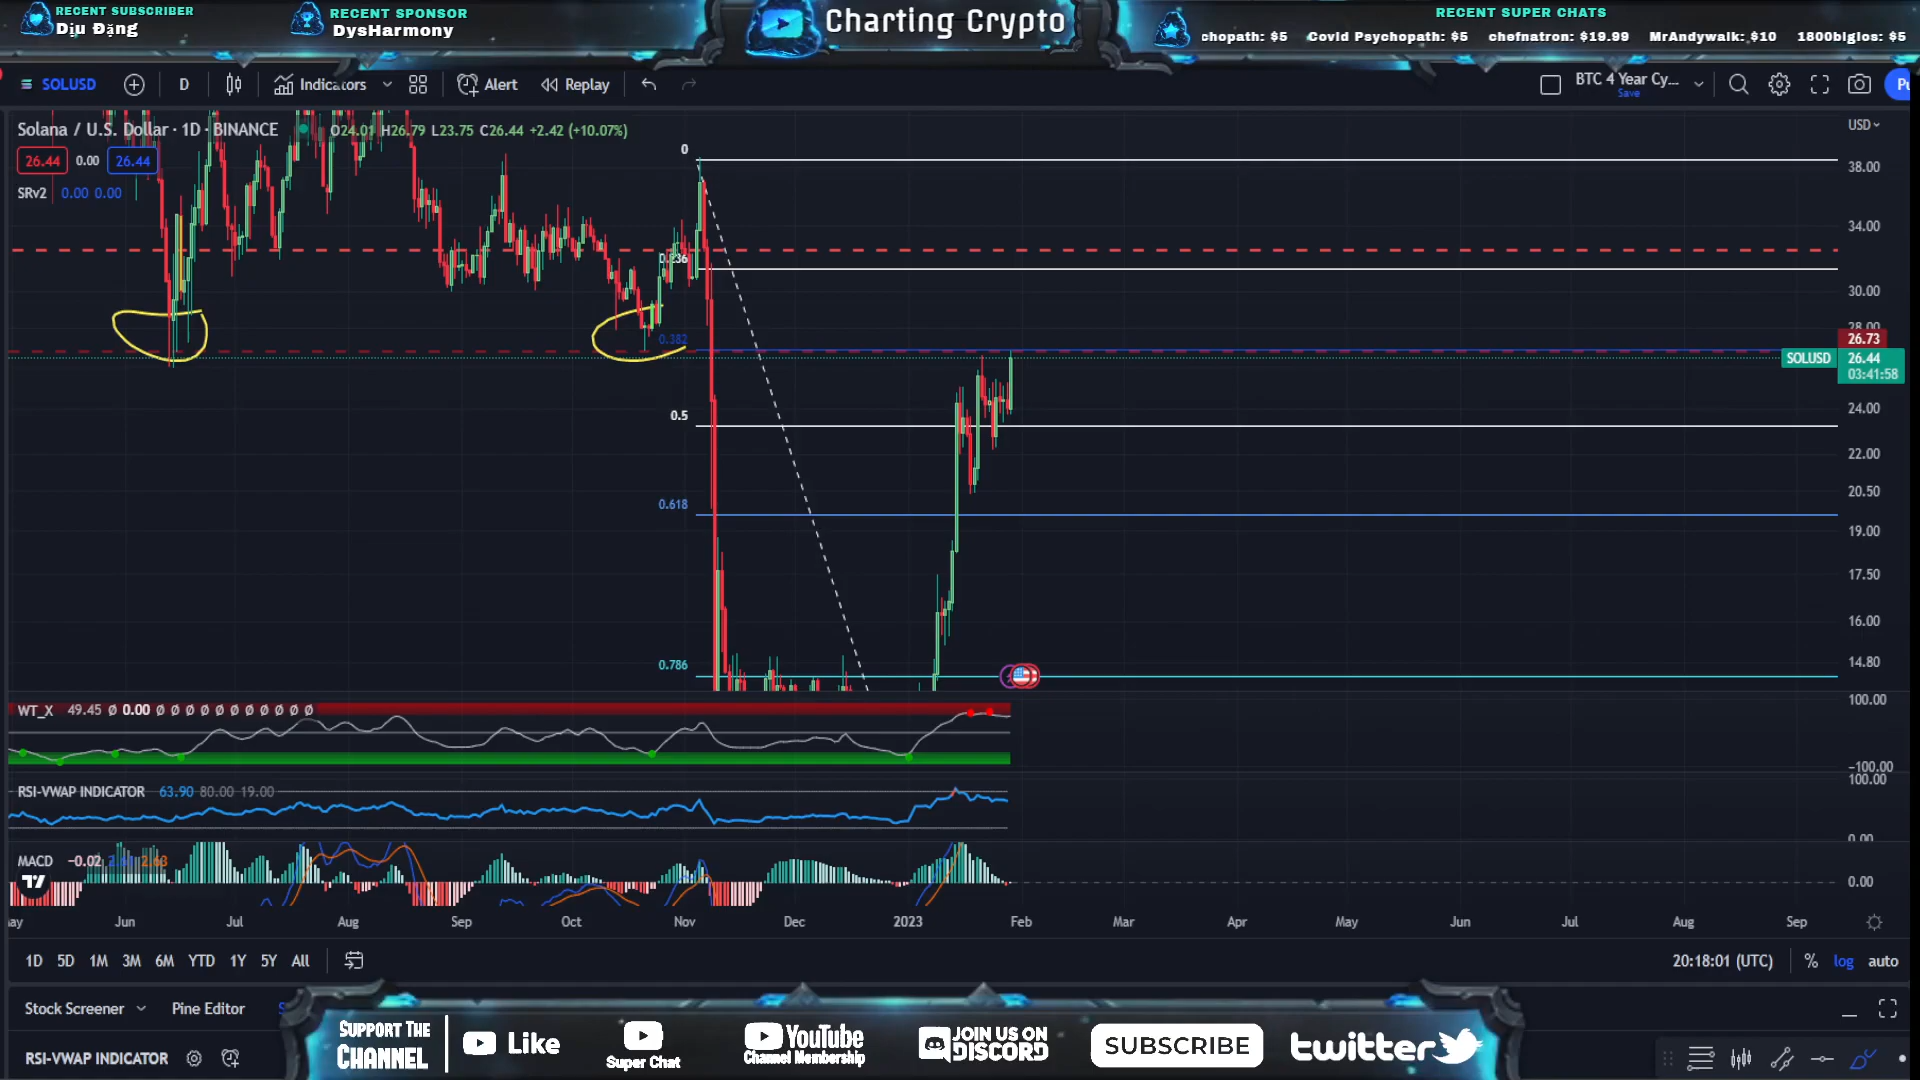 RECENT SUBSCRIBER
Dịu Đặng
RECENT SPONSOR
DysHarmony
Charting Crypto
RECENT SUPER CHATS
chopath: $5 Covid Psychopath: $5 chefnatron: $19.99 MrAndywalk: $10 1800biglos: $5
SOLUSD D Indicators Alert Replay
BTC 4 Year Cy...
Save
Pu
Solana / U.S. Dollar · 1D · BINANCE O24.01 H26.79 L23.75 C26.44 +2.42 (+10.07%)
26.44 0.00 26.44
SRv2 0.00 0.00
USD
38.00
34.00
30.00
28.00
26.73
SOLUSD 26.44
03:41:58
24.00
22.00
20.50
19.00
17.50
16.00
14.80
0
0.236
0.382
0.5
0.618
0.786
WT_X 49.45 Ø 0.00 Ø Ø Ø Ø Ø Ø Ø Ø Ø Ø Ø
100.00
−100.00
RSI-VWAP INDICATOR 63.90 80.00 19.00
100.00
0.00
MACD −0.02 2.63
0.00
Jun Jul Aug Sep Oct Nov Dec 2023 Feb Mar Apr May Jun Jul Aug Sep
1D 5D 1M 3M 6M YTD 1Y 5Y All
20:18:01 (UTC) % log auto
Stock Screener Pine Editor
RSI-VWAP INDICATOR
SUPPORT THE
CHANNEL
Like
Super Chat
YouTube
Channel Membership
JOIN US ON
DISCORD
SUBSCRIBE
twitter